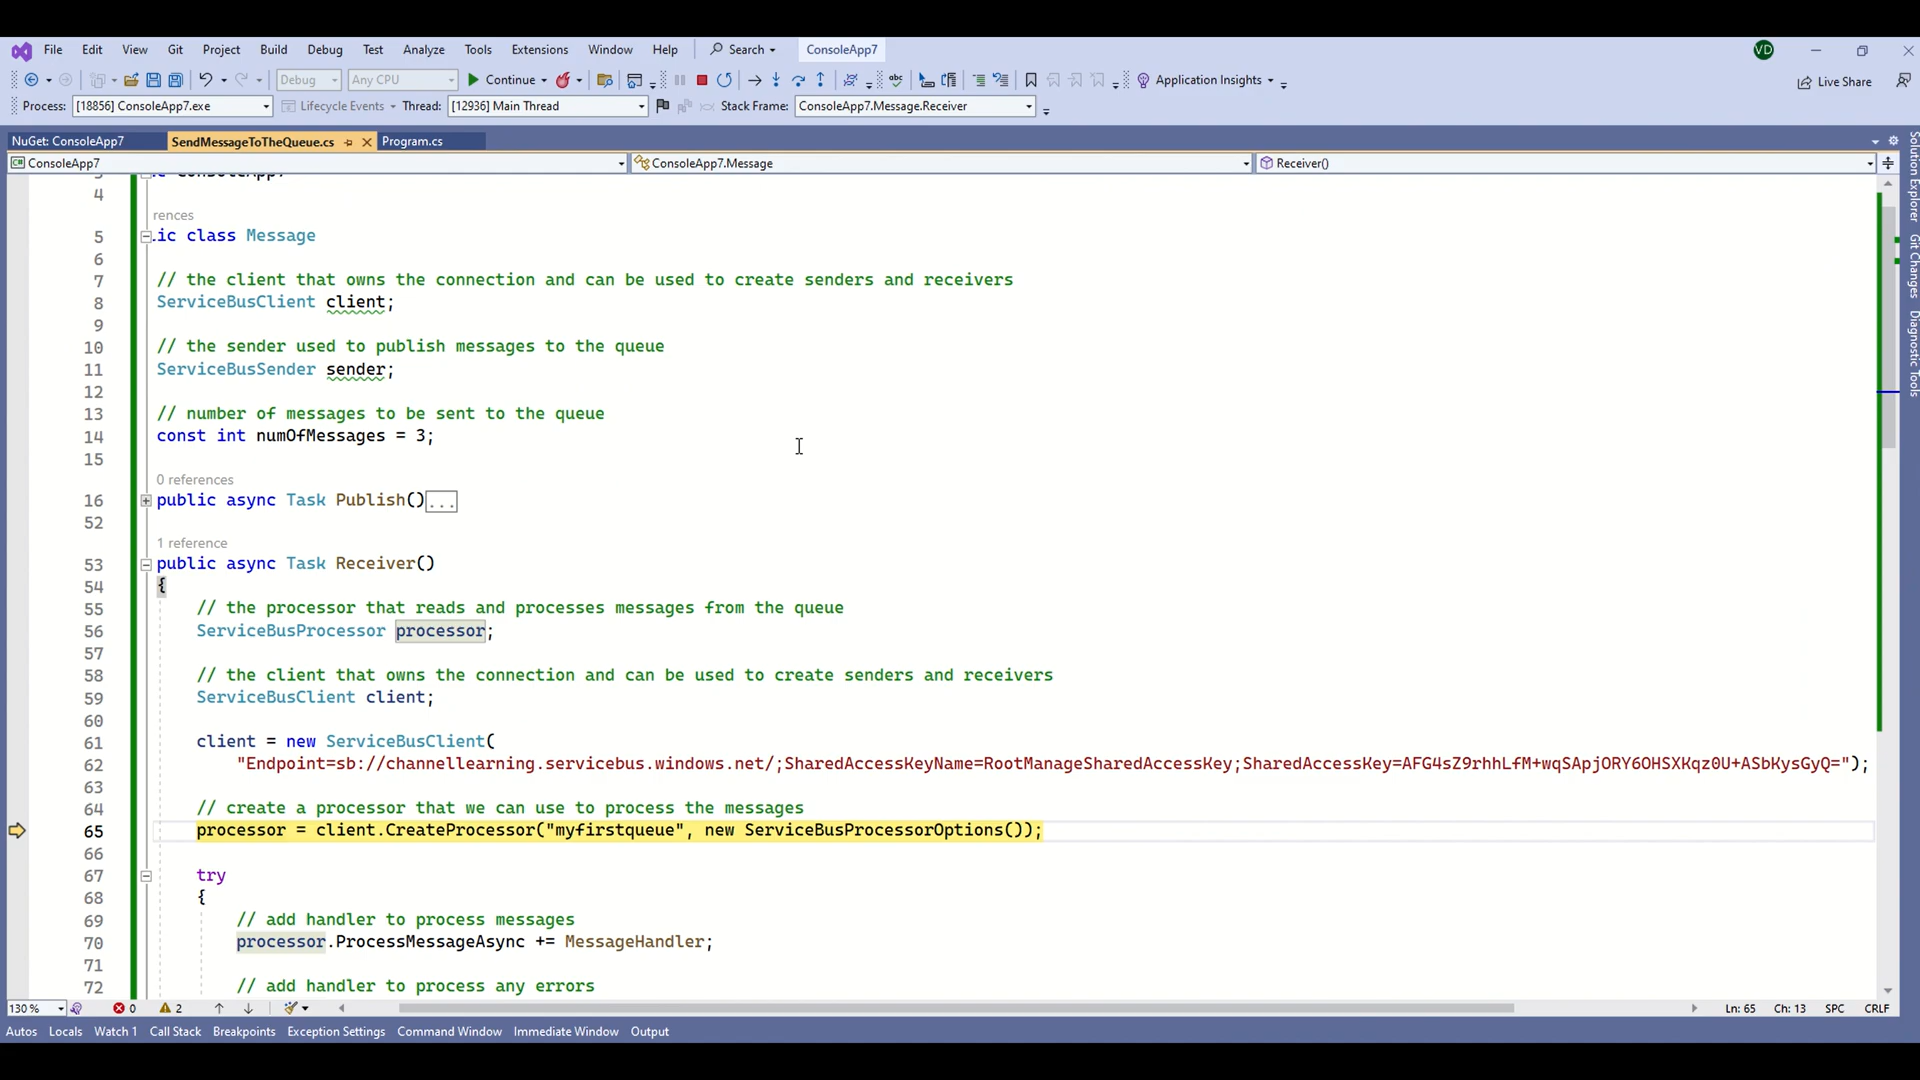 File Edit View Git Project Build Debug Test Analyze Tools Extensions Window Help Search ConsoleApp7 VD
Debug Any CPU Continue Application Insights Live Share
Process: [18856] ConsoleApp7.exe Lifecycle Events Thread: [12936] Main Thread Stack Frame: ConsoleApp7.Message.Receiver
NuGet: ConsoleApp7 SendMessageToTheQueue.cs Program.cs
ConsoleApp7 ConsoleApp7.Message Receiver()
4
rences
5 .ic class Message
6
7 // the client that owns the connection and can be used to create senders and receivers
8 ServiceBusClient client;
9
10 // the sender used to publish messages to the queue
11 ServiceBusSender sender;
12
13 // number of messages to be sent to the queue
14 const int numOfMessages = 3;
15
0 references
16 public async Task Publish()...
52
1 reference
53 public async Task Receiver()
54 {
55 // the processor that reads and processes messages from the queue
56 ServiceBusProcessor processor;
57
58 // the client that owns the connection and can be used to create senders and receivers
59 ServiceBusClient client;
60
61 client = new ServiceBusClient(
62 "Endpoint=sb://channellearning.servicebus.windows.net/;SharedAccessKeyName=RootManageSharedAccessKey;SharedAccessKey=AFG4sZ9rhhLfM+wqSApjORY6OHSXKqz0U+ASbKysGyQ=");
63
64 // create a processor that we can use to process the messages
65 processor = client.CreateProcessor("myfirstqueue", new ServiceBusProcessorOptions());
66
67 try
68 {
69 // add handler to process messages
70 processor.ProcessMessageAsync += MessageHandler;
71
72 // add handler to process any errors
130 % 0 2 Ln: 65 Ch: 13 SPC CRLF
Autos Locals Watch 1 Call Stack Breakpoints Exception Settings Command Window Immediate Window Output
Solution Explorer
Git Changes
Diagnostic Tools